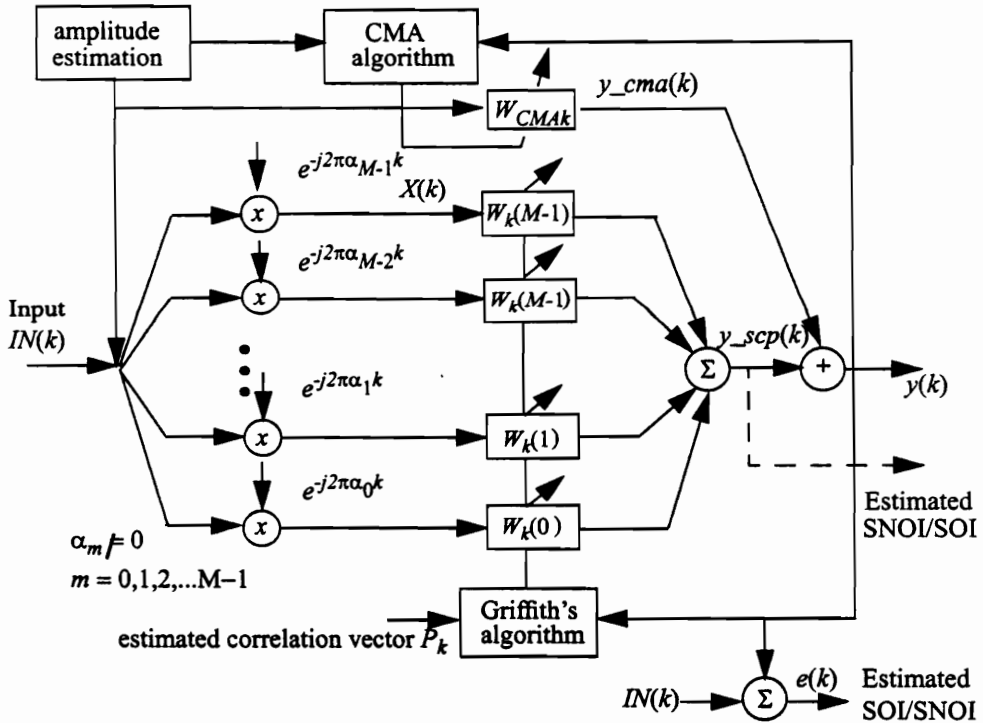 amplitude
estimation
CMA
algorithm
y_cma(k)
W_CMAk
e^-j2πα_M-1^k
X(k)
x
W_k(M-1)
e^-j2πα_M-2^k
x
W_k(M-1)
Input
IN(k)
y_scp(k)
Σ
+
y(k)
e^-j2πα_1^k
x
W_k(1)
e^-j2πα_0^k
x
W_k(0)
Estimated
SNOI/SOI
α_m ≠ 0
m = 0,1,2,...M−1
Griffith's
algorithm
estimated correlation vector P_k
IN(k)
Σ
e(k)
Estimated
SOI/SNOI